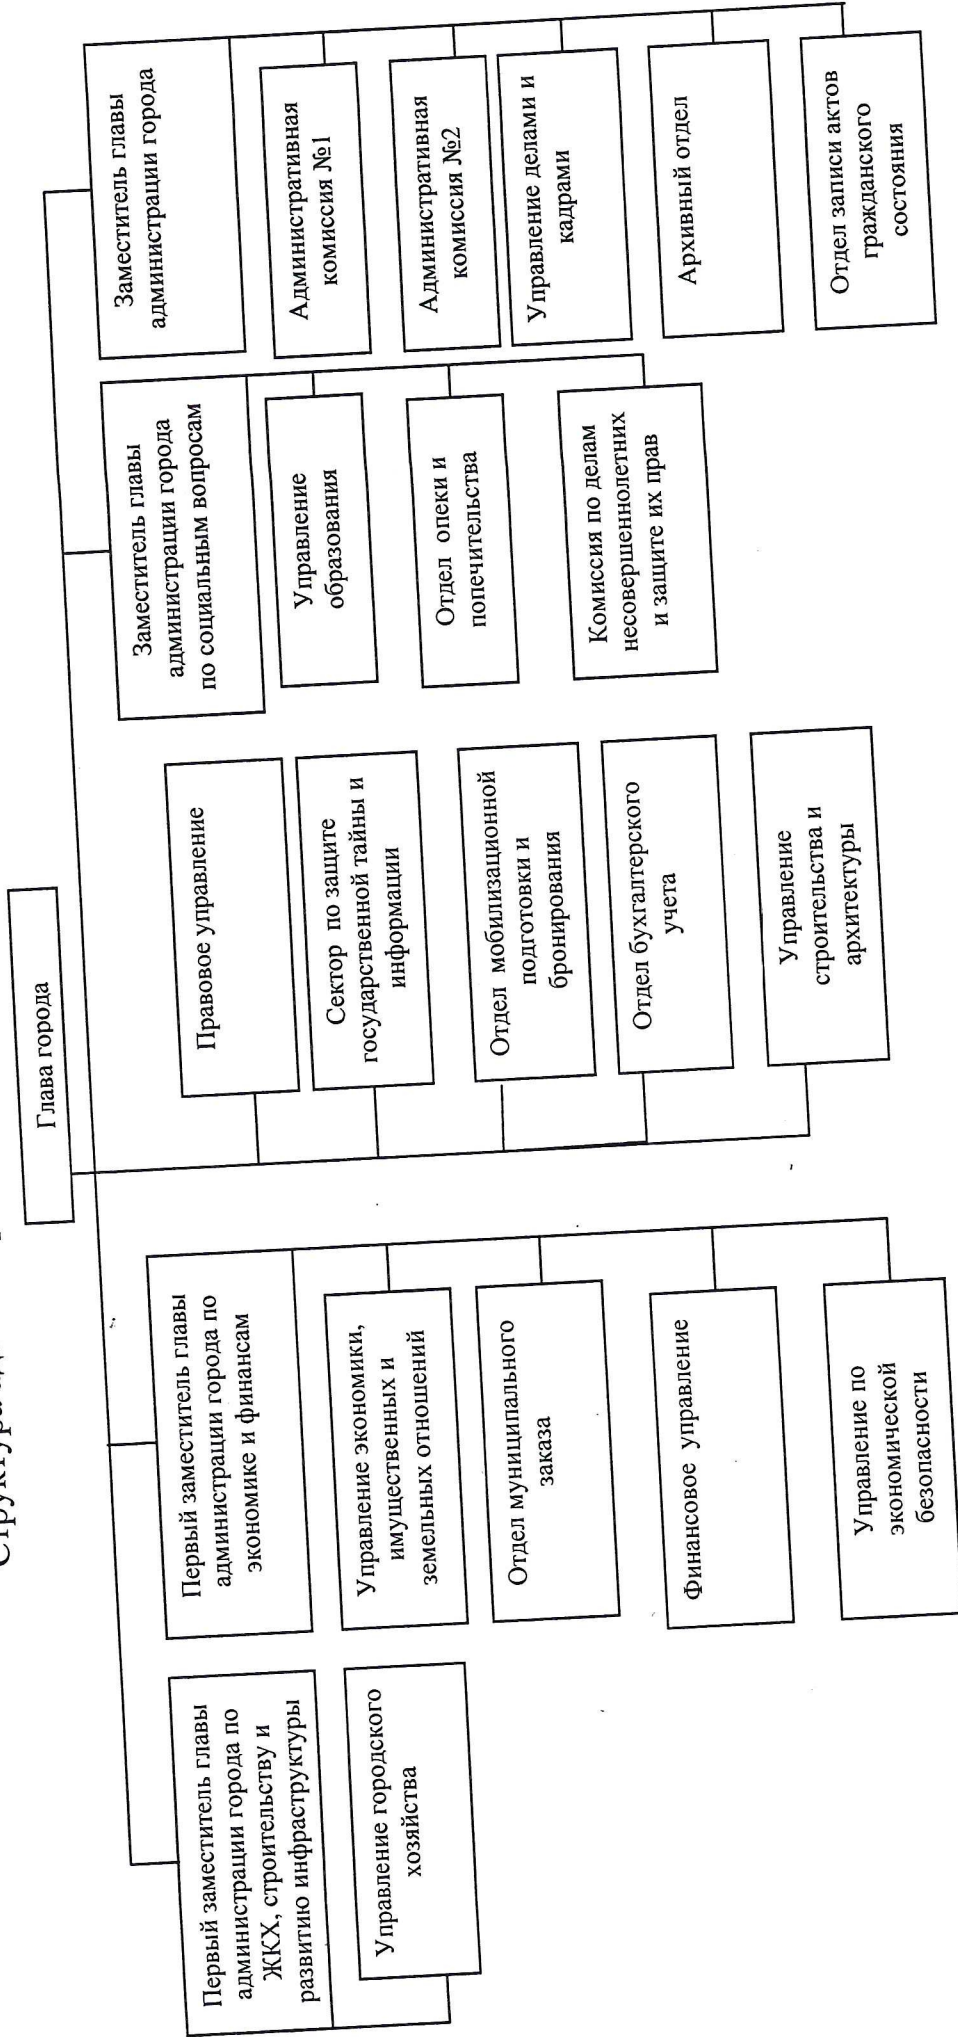 Глава города
Первый заместитель главы
администрации города по
ЖКХ, строительству и
развитию инфраструктуры
Управление городского
хозяйства
Первый заместитель главы
администрации города по
экономике и финансам
Управление экономики,
имущественных и
земельных отношений
Отдел муниципального
заказа
Финансовое управление
Управление по
экономической
безопасности
Правовое управление
Сектор по защите
государственной тайны и
информации
Отдел мобилизационной
подготовки и
бронирования
Отдел бухгалтерского
учета
Управление
строительства и
архитектуры
Заместитель главы
администрации города
по социальным вопросам
Управление
образования
Отдел опеки и
попечительства
Комиссия по делам
несовершеннолетних
и защите их прав
Заместитель главы
администрации города
Административная
комиссия №1
Административная
комиссия №2
Управление делами и
кадрами
Архивный отдел
Отдел записи актов
гражданского
состояния